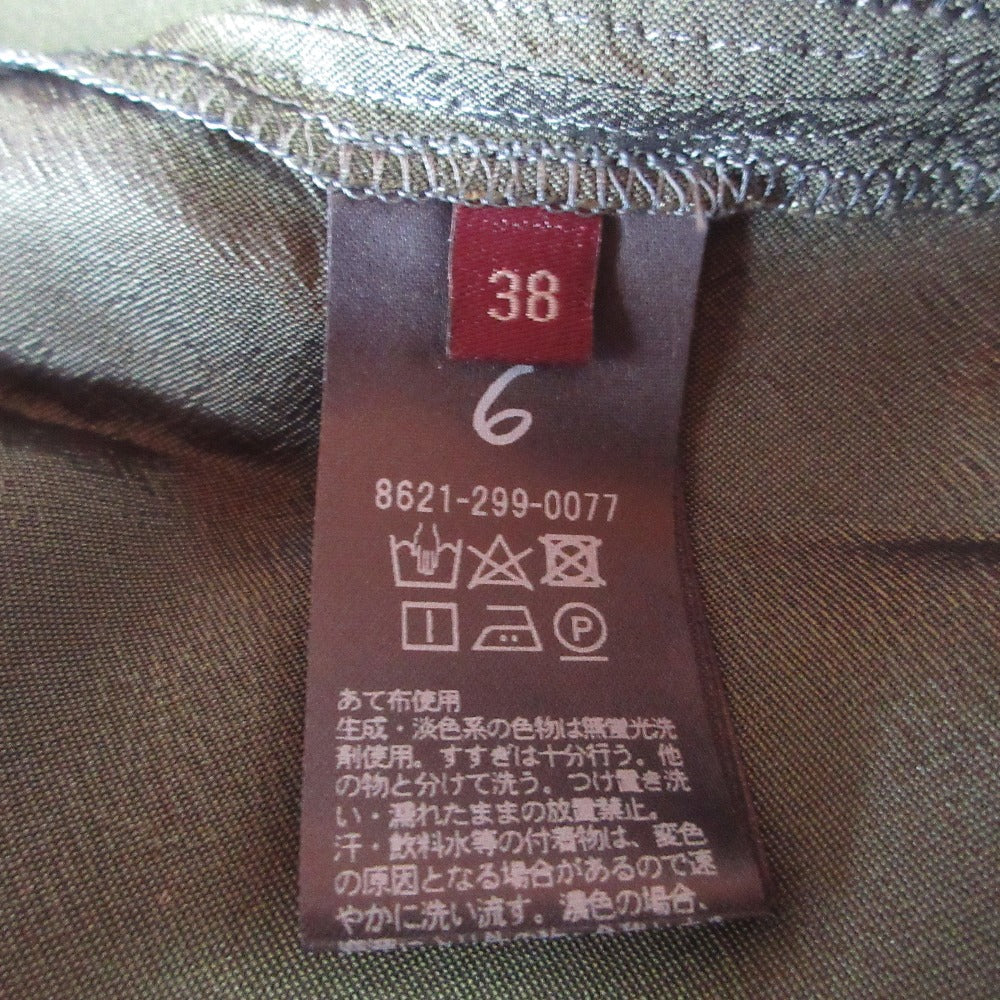 38
6
8621-299-0077
P
あて布使用
生成・淡色系の色物は無蛍光洗
剤使用。すすぎは十分行う。他
の物と分けて洗う。つけ置き洗
い・濡れたままの放置禁止。
汗・飲料水等の付着物は、変色
の原因となる場合があるので速
やかに洗い流す。濃色の場合、